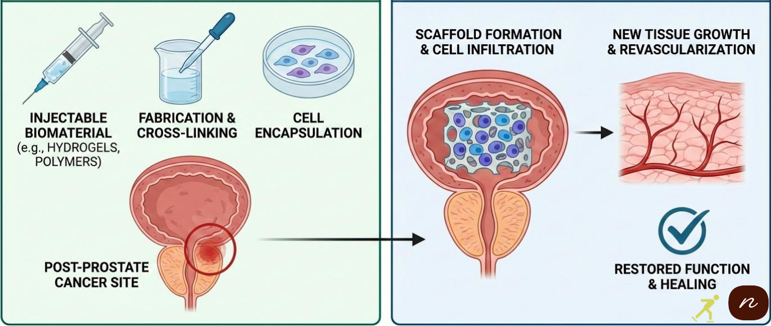 INJECTABLE
BIOMATERIAL
(e.g., HYDROGELS,
POLYMERS)
FABRICATION &
CROSS-LINKING
CELL
ENCAPSULATION
POST-PROSTATE
CANCER SITE
SCAFFOLD FORMATION
& CELL INFILTRATION
NEW TISSUE GROWTH
& REVASCULARIZATION
RESTORED FUNCTION
& HEALING
n